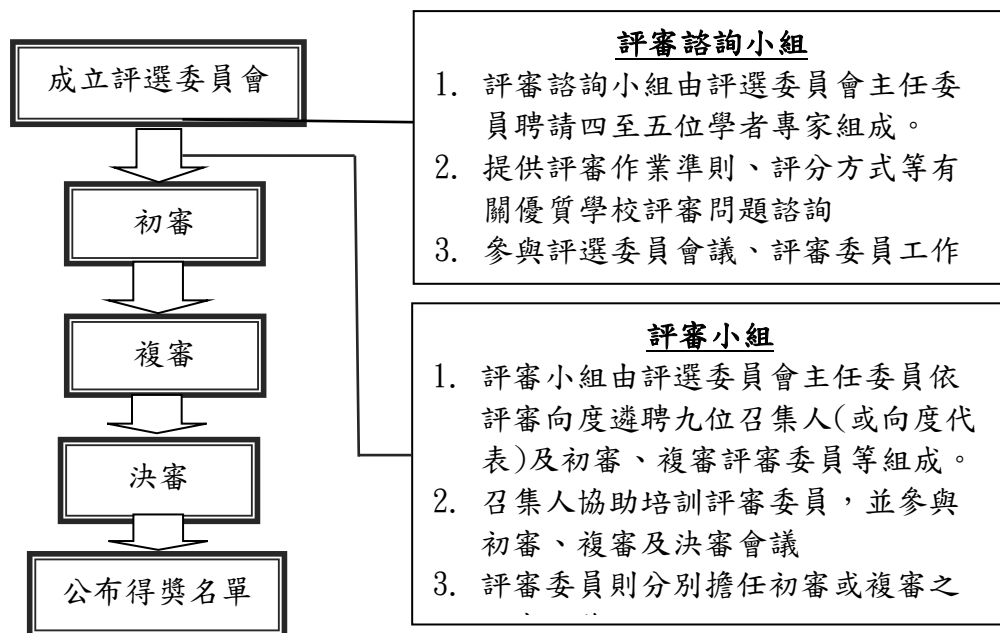 成立評選委員會
初審
複審
決審
公布得獎名單
評審諮詢小組
1. 評審諮詢小組由評選委員會主任委
員聘請四至五位學者專家組成。
2. 提供評審作業準則、評分方式等有
關優質學校評審問題諮詢
3. 參與評選委員會議、評審委員工作
評審小組
1. 評審小組由評選委員會主任委員依
評審向度遴聘九位召集人(或向度代
表)及初審、複審評審委員等組成。
2. 召集人協助培訓評審委員，並參與
初審、複審及決審會議
3. 評審委員則分別擔任初審或複審之